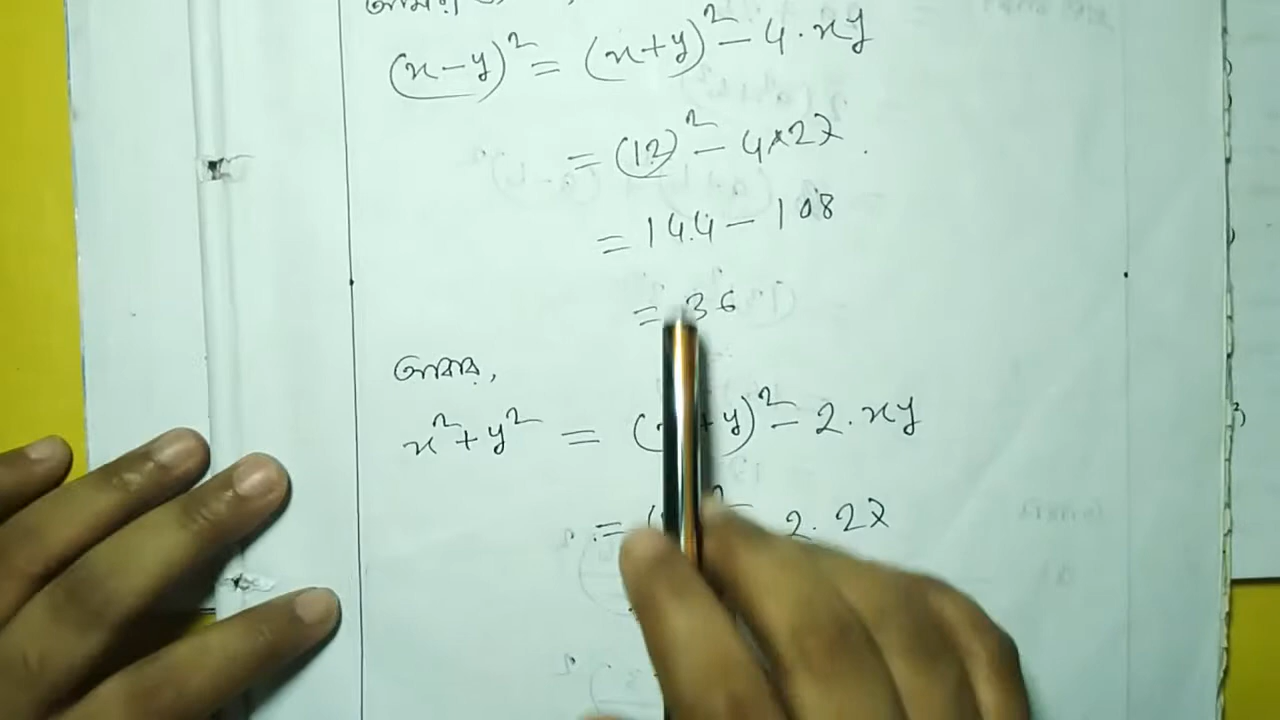 (x-y)² = (x+y)² - 4·xy
= (12)² - 4×27
= 144 - 108
= 36
আবার,
x²+y² = (x+y)² - 2·xy
= ( ² - 2.27